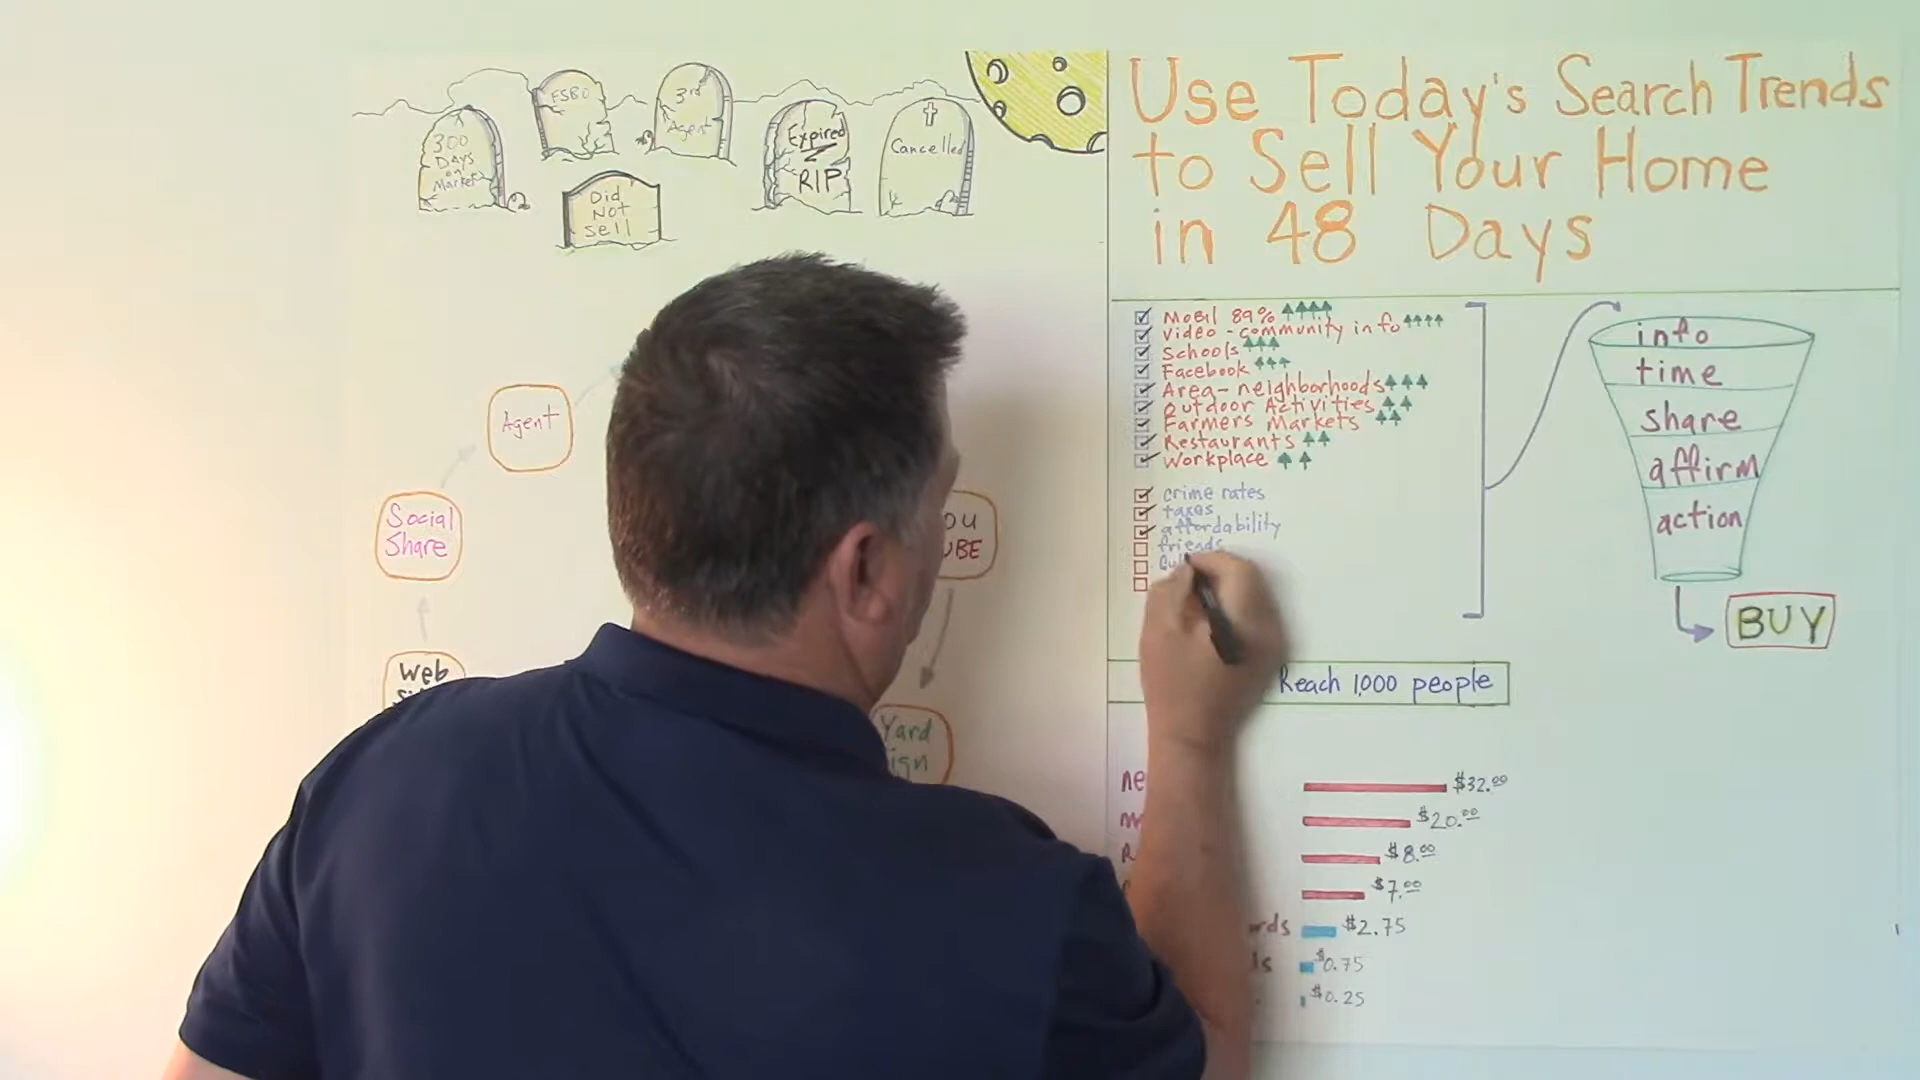 300
Days
on
Market
FSBO
3rd
Agent
Did
Not
Sell
Expired
RIP
Cancelled
Use Today's Search Trends
to Sell Your Home
in 48 Days
Agent
Social
Share
Web
UBE
Yard
Mobil 89%
Video - community info
Schools
Facebook
Area - neighborhoods
Outdoor Activities
Farmers Markets
Restaurants
Workplace
crime rates
taxes
affordability
friends
info
time
share
affirm
action
BUY
Reach 1,000 people
$32.00
$20.00
$8.00
$7.00
$2.75
$0.75
$0.25